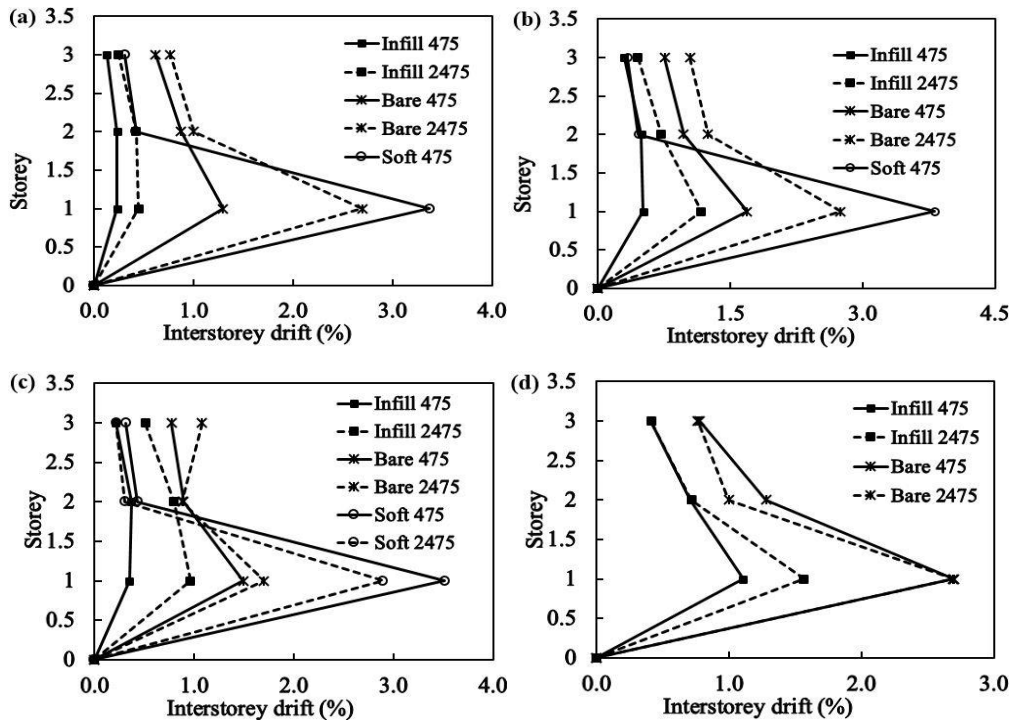 (a)
3.5
3
2.5
2
1.5
1
0.5
0
Storey
0.0 1.0 2.0 3.0 4.0
Interstorey drift (%)
Infill 475
Infill 2475
Bare 475
Bare 2475
Soft 475
(b)
3.5
3
2.5
2
1.5
1
0.5
0
Storey
0.0 1.5 3.0 4.5
Interstorey drift (%)
Infill 475
Infill 2475
Bare 475
Bare 2475
Soft 475
(c)
3.5
3
2.5
2
1.5
1
0.5
0
Storey
0.0 1.0 2.0 3.0 4.0
Interstorey drift (%)
Infill 475
Infill 2475
Bare 475
Bare 2475
Soft 475
Soft 2475
(d)
3.5
3
2.5
2
1.5
1
0.5
0
Storey
0.0 1.0 2.0 3.0
Interstorey drift (%)
Infill 475
Infill 2475
Bare 475
Bare 2475